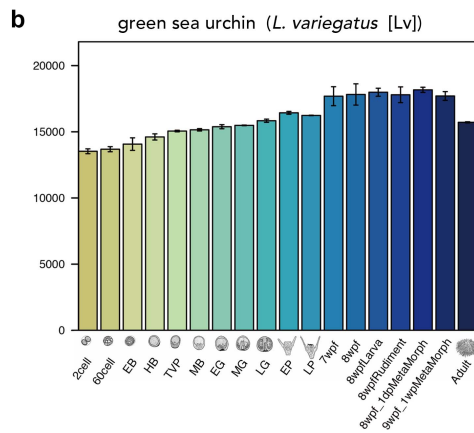 b
green sea urchin (L. variegatus [Lv])
20000
15000
10000
5000
0
2cell
60cell
EB
HB
TVP
MB
EG
MG
LG
EP
LP
7wpf
8wpf
8wpfLarva
8wpfRudiment
8wpf_1dpMetaMorph
9wpf_1wpMetaMorph
Adult